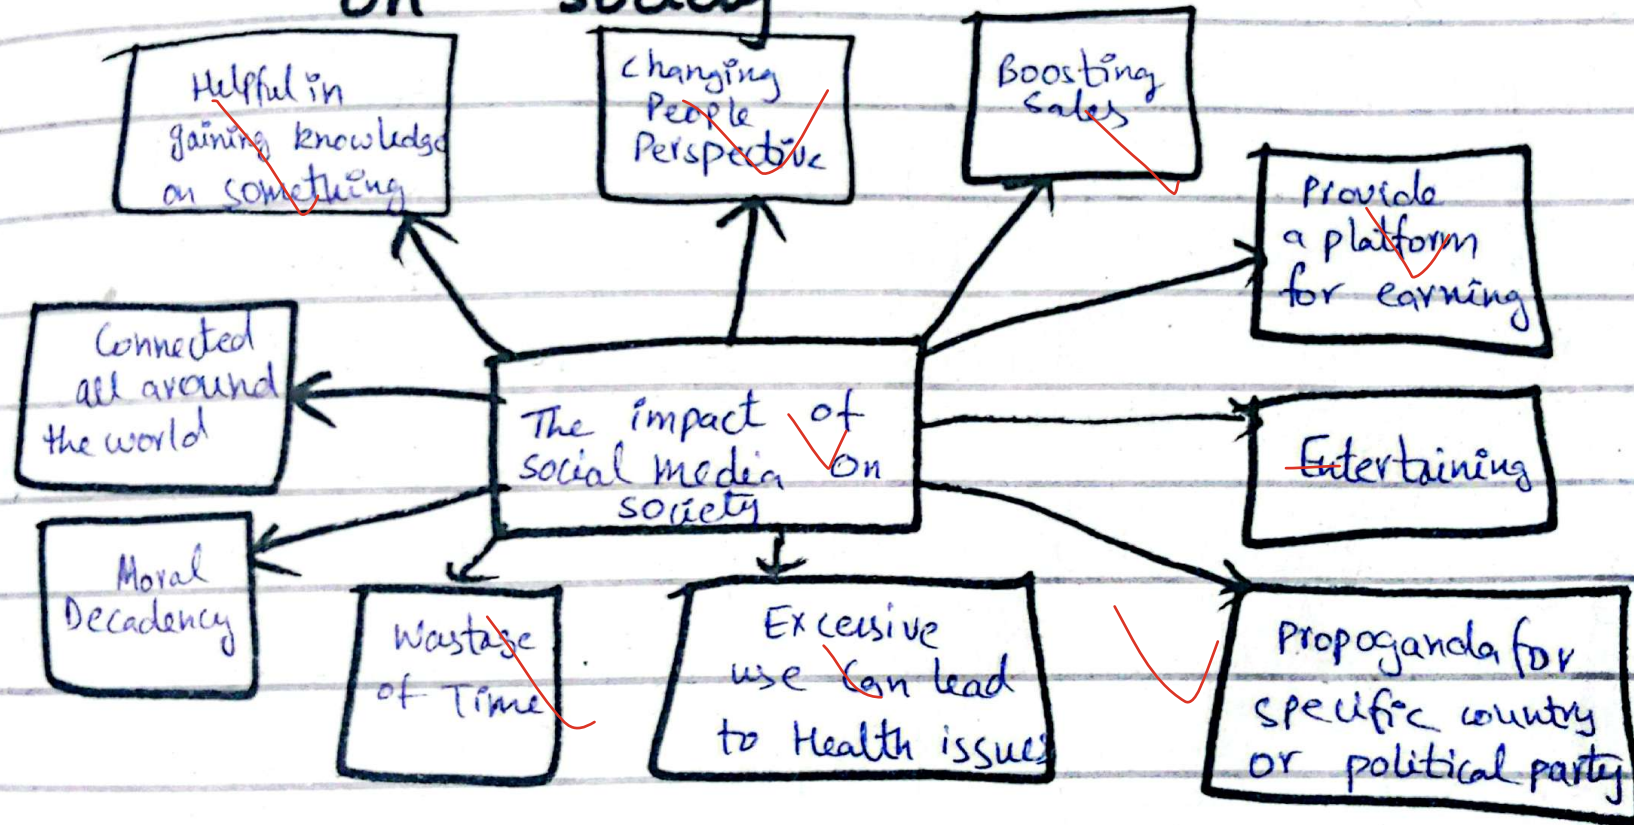 on society
Helpful in
gaining knowledge
on something
Changing
People
Perspective
Boosting
Sales
Provide
a platform
for earning
Connected
all around
the world
The impact of
social media on
society
Entertaining
Moral
Decadency
Wastage
of Time
Excessive
use can lead
to Health issues
Propoganda for
specific country
or political party